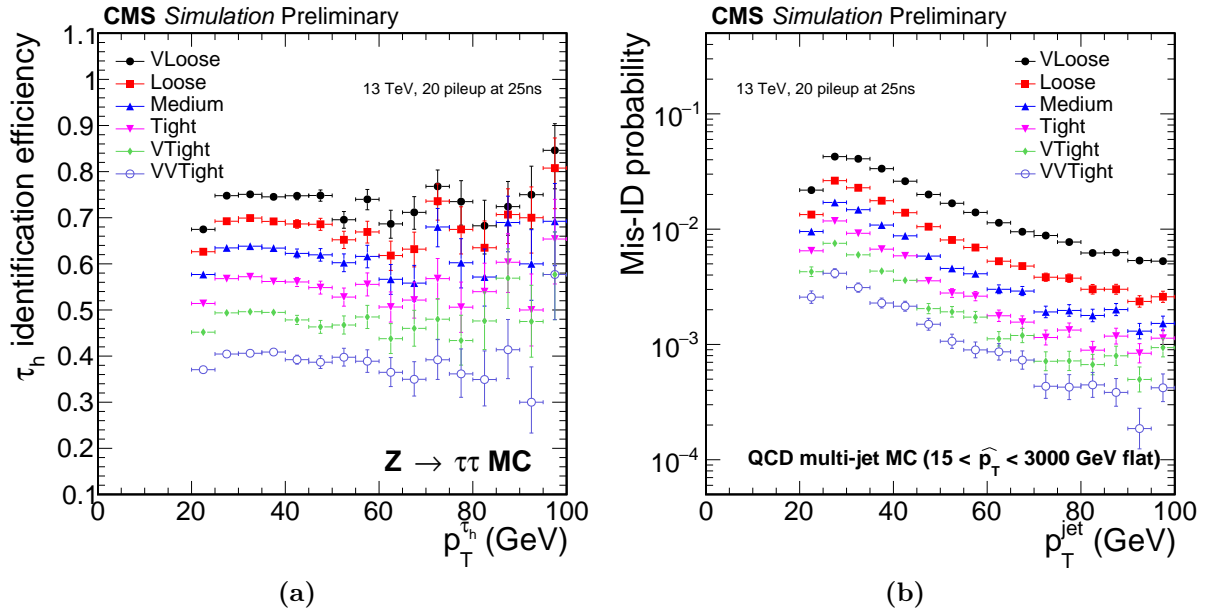 CMS Simulation Preliminary
τh identification efficiency
1.1
1
0.9
0.8
0.7
0.6
0.5
0.4
0.3
0.2
0.1
VLoose
Loose
Medium
Tight
VTight
VVTight
13 TeV, 20 pileup at 25ns
Z → ττ MC
0 20 40 60 80 100
p_T^τh (GeV)
(a)
CMS Simulation Preliminary
Mis-ID probability
10⁻¹
10⁻²
10⁻³
10⁻⁴
VLoose
Loose
Medium
Tight
VTight
VVTight
13 TeV, 20 pileup at 25ns
QCD multi-jet MC (15 < p̂_T < 3000 GeV flat)
0 20 40 60 80 100
p_T^jet (GeV)
(b)